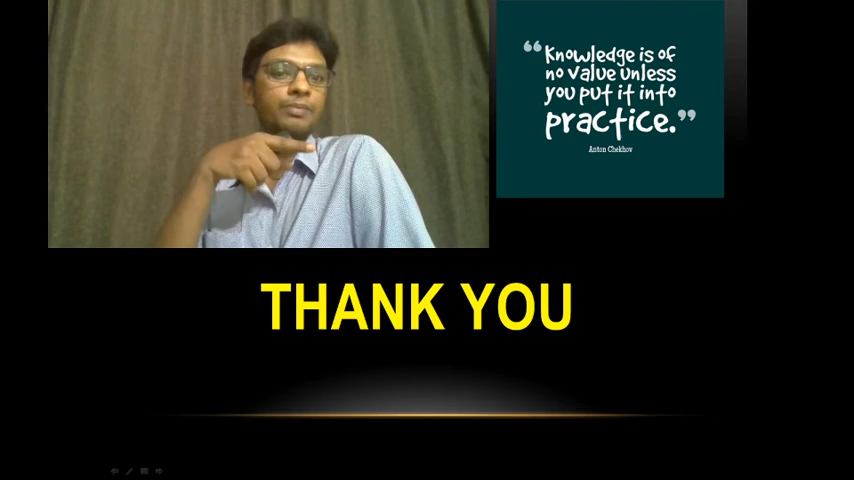 “Knowledge is of
no value unless
you put it into
practice.”
Anton Chekhov
THANK YOU